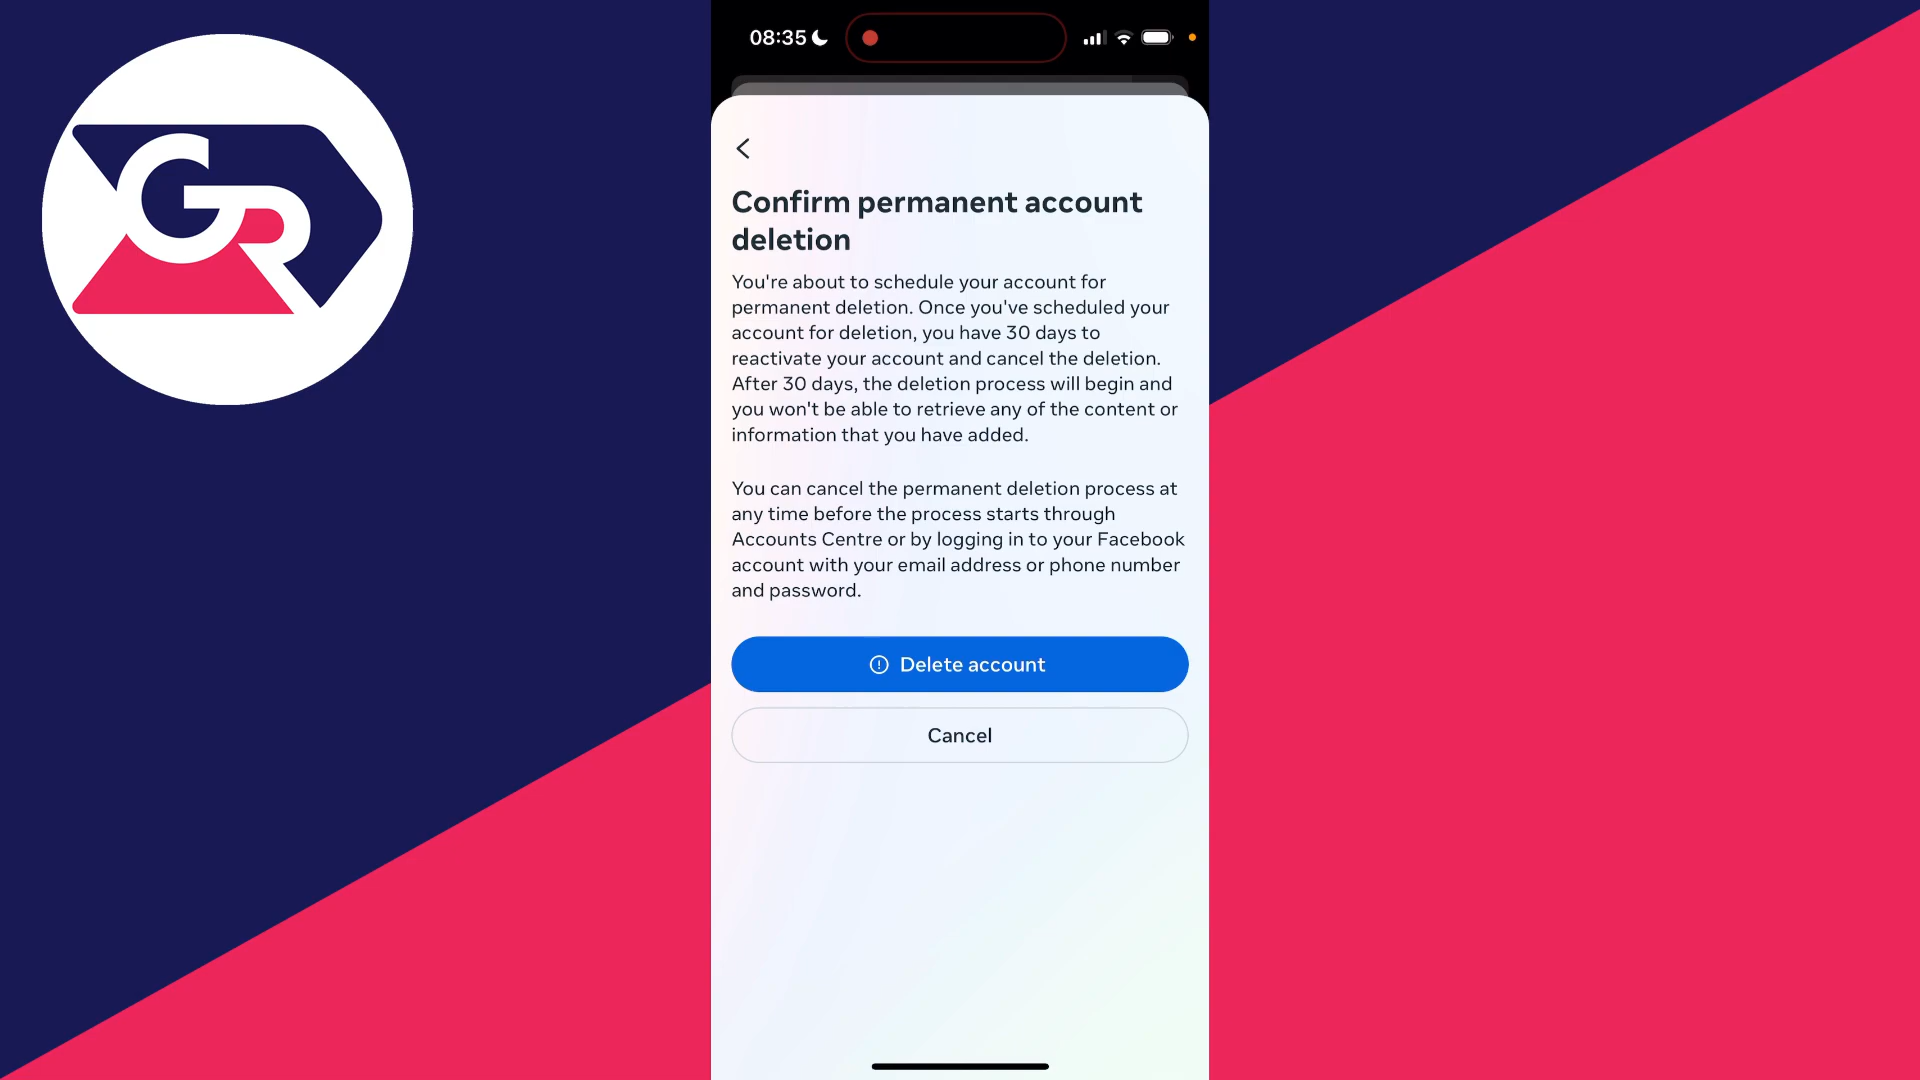 GR
08:35
Confirm permanent account
deletion
You're about to schedule your account for
permanent deletion. Once you've scheduled your
account for deletion, you have 30 days to
reactivate your account and cancel the deletion.
After 30 days, the deletion process will begin and
you won't be able to retrieve any of the content or
information that you have added.
You can cancel the permanent deletion process at
any time before the process starts through
Accounts Centre or by logging in to your Facebook
account with your email address or phone number
and password.
Delete account
Cancel